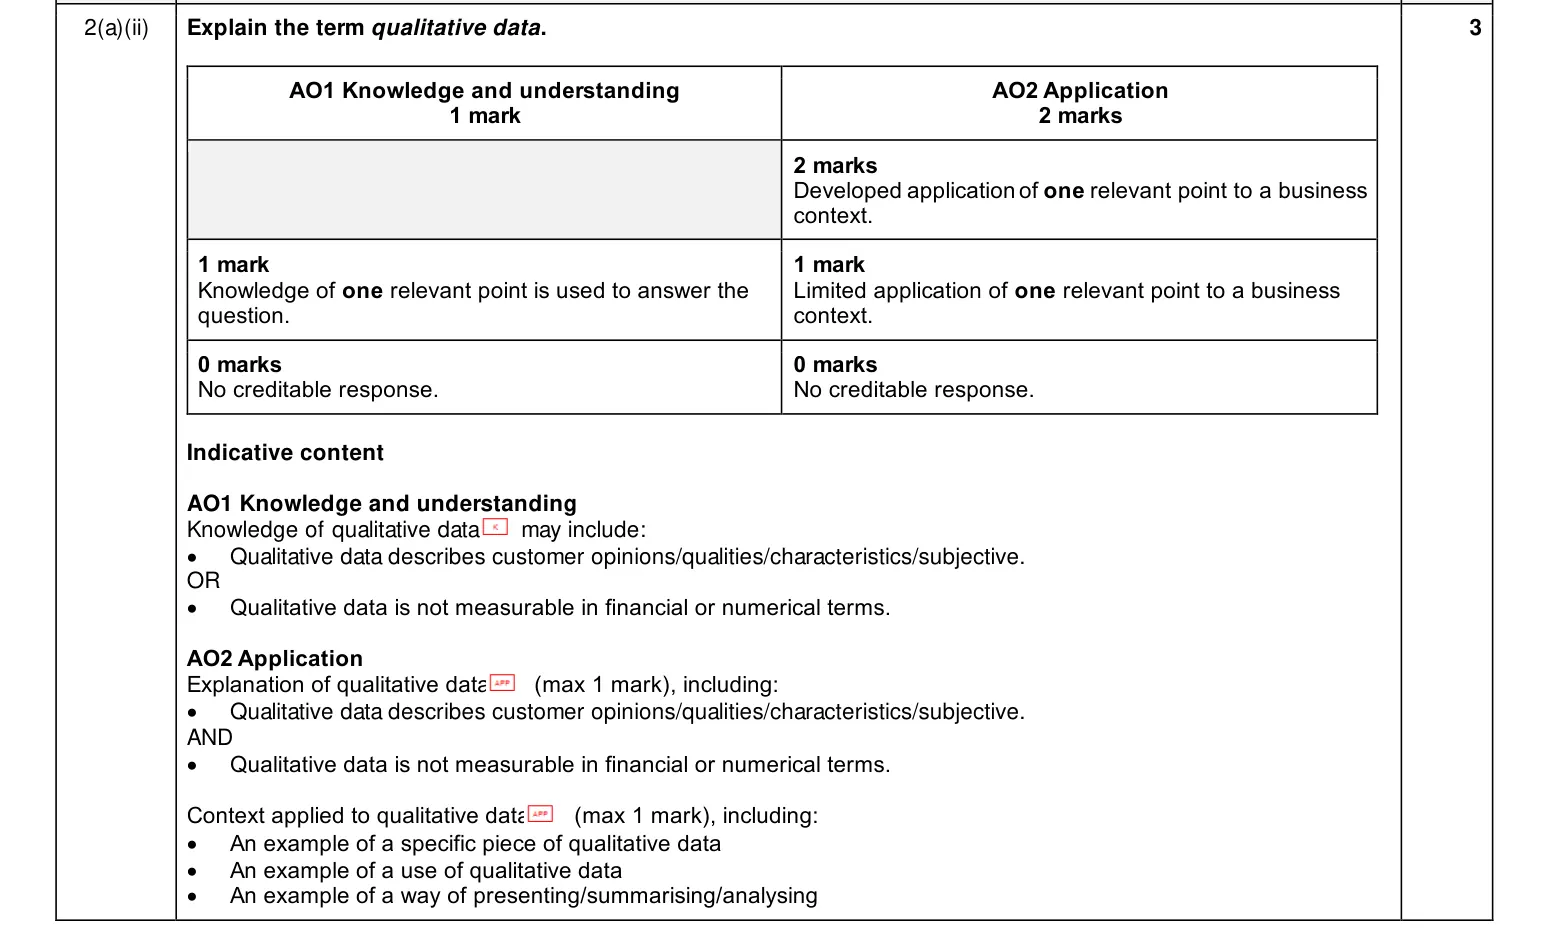 2(a)(ii)
Explain the term qualitative data.
3
AO1 Knowledge and understanding
1 mark
AO2 Application
2 marks
2 marks
Developed application of one relevant point to a business
context.
1 mark
Knowledge of one relevant point is used to answer the
question.
1 mark
Limited application of one relevant point to a business
context.
0 marks
No creditable response.
0 marks
No creditable response.
Indicative content
AO1 Knowledge and understanding
Knowledge of qualitative data K may include:
• Qualitative data describes customer opinions/qualities/characteristics/subjective.
OR
• Qualitative data is not measurable in financial or numerical terms.
AO2 Application
Explanation of qualitative data APP (max 1 mark), including:
• Qualitative data describes customer opinions/qualities/characteristics/subjective.
AND
• Qualitative data is not measurable in financial or numerical terms.
Context applied to qualitative data APP (max 1 mark), including:
• An example of a specific piece of qualitative data
• An example of a use of qualitative data
• An example of a way of presenting/summarising/analysing